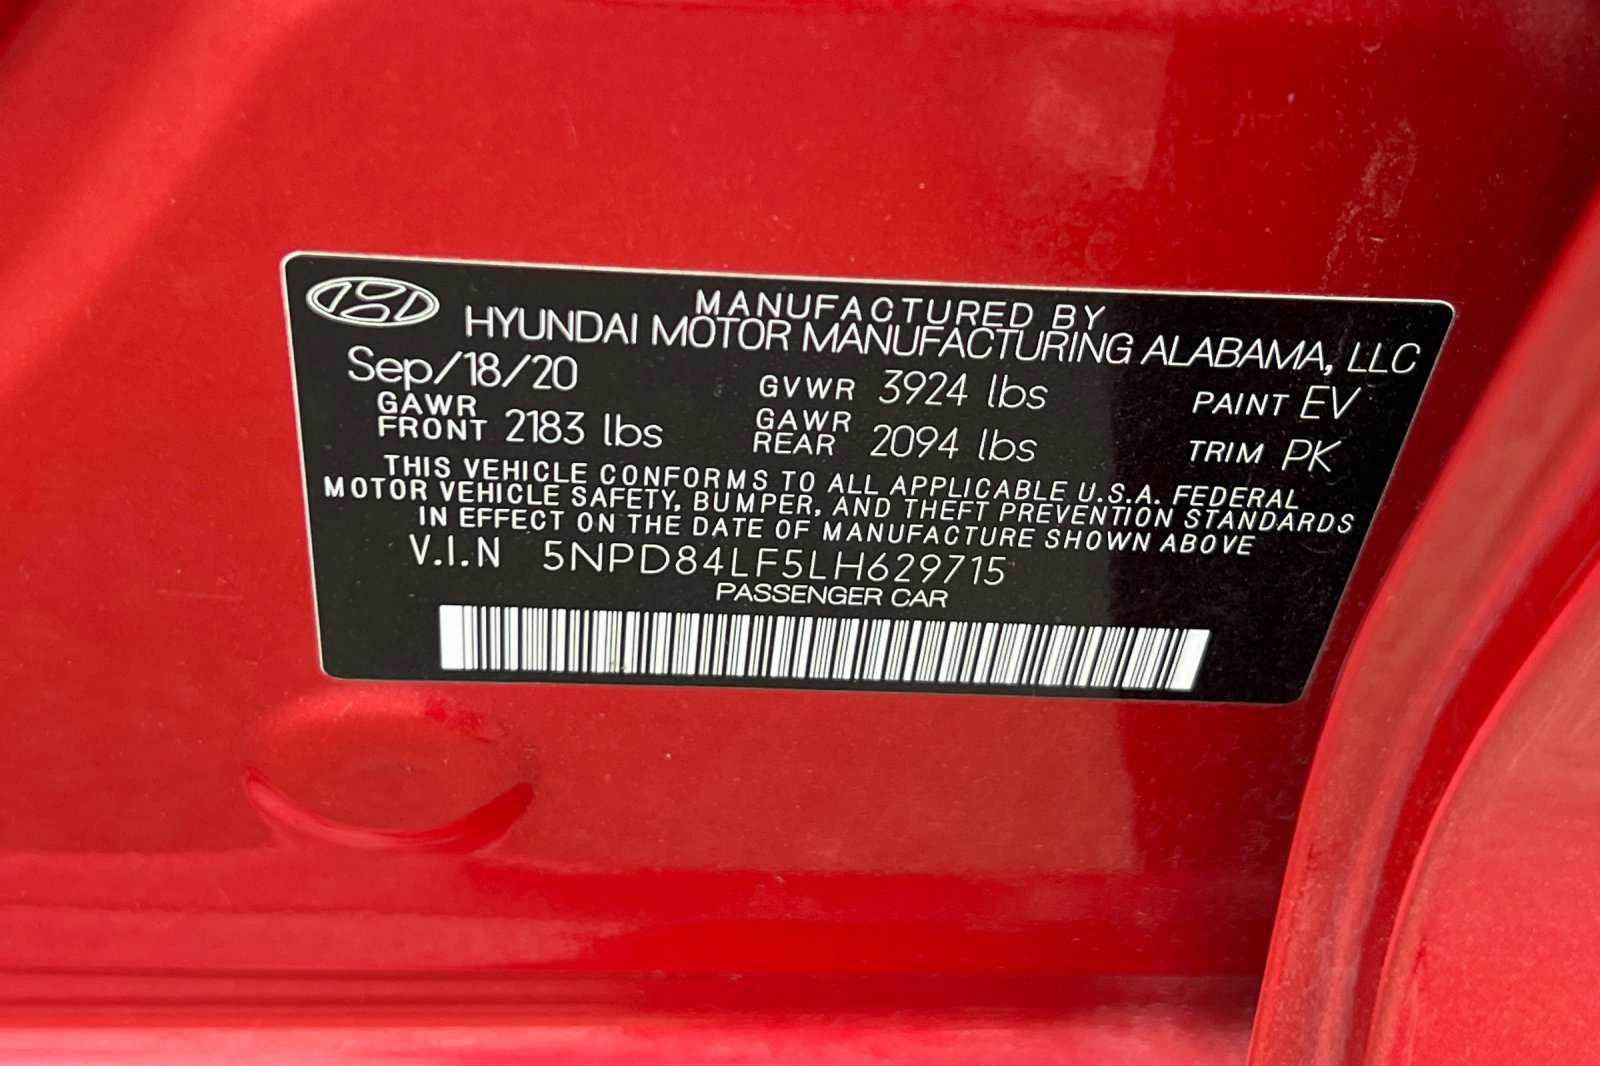 MANUFACTURED BY
HYUNDAI MOTOR MANUFACTURING ALABAMA, LLC
Sep/18/20 GVWR 3924 lbs PAINT EV
GAWR FRONT 2183 lbs GAWR REAR 2094 lbs TRIM PK
THIS VEHICLE CONFORMS TO ALL APPLICABLE U.S.A. FEDERAL
MOTOR VEHICLE SAFETY, BUMPER, AND THEFT PREVENTION STANDARDS
IN EFFECT ON THE DATE OF MANUFACTURE SHOWN ABOVE
V.I.N 5NPD84LF5LH629715
PASSENGER CAR